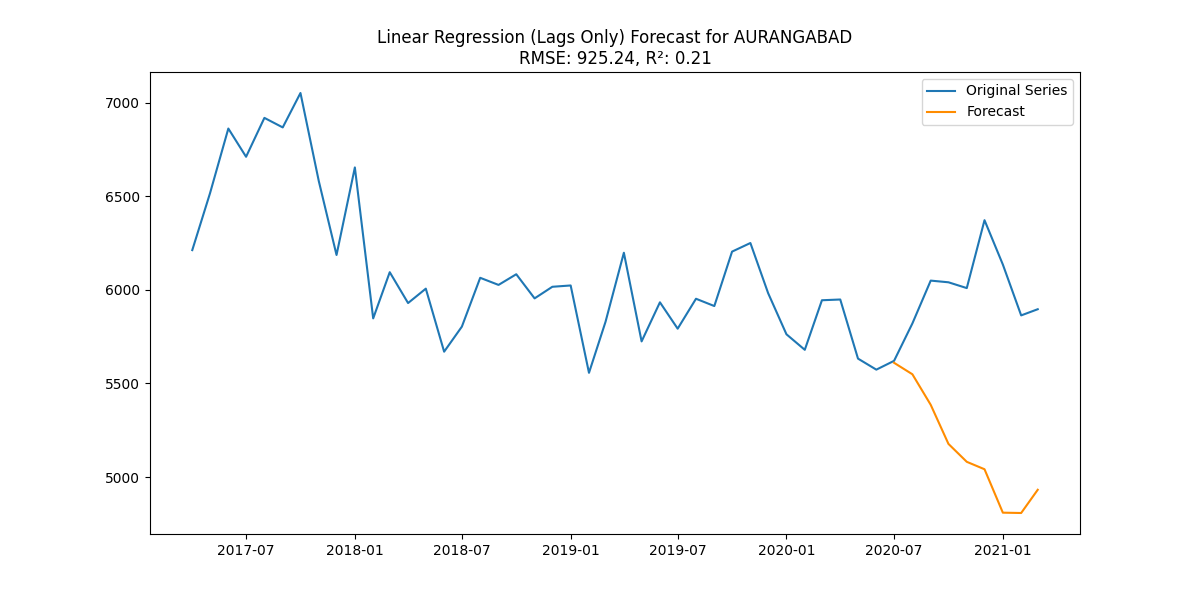 Linear Regression (Lags Only) Forecast for AURANGABAD
RMSE: 925.24, R²: 0.21
Original Series
Forecast
7000
6500
6000
5500
5000
2017-07 2018-01 2018-07 2019-01 2019-07 2020-01 2020-07 2021-01